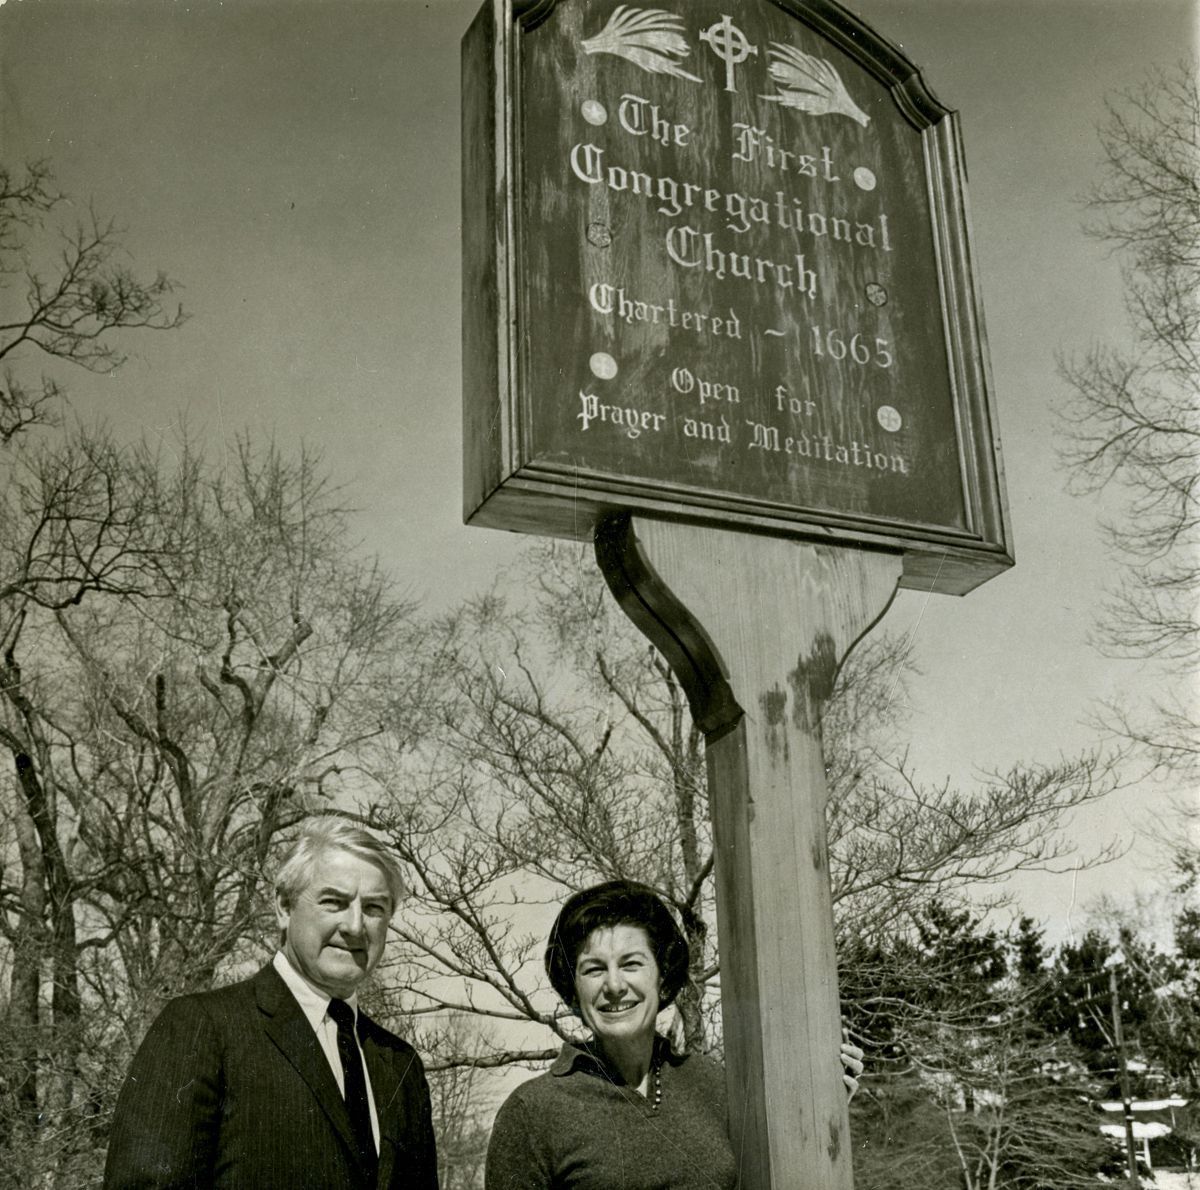 The First
Congregational
Church
Chartered - 1665
Open for
Prayer and Meditation